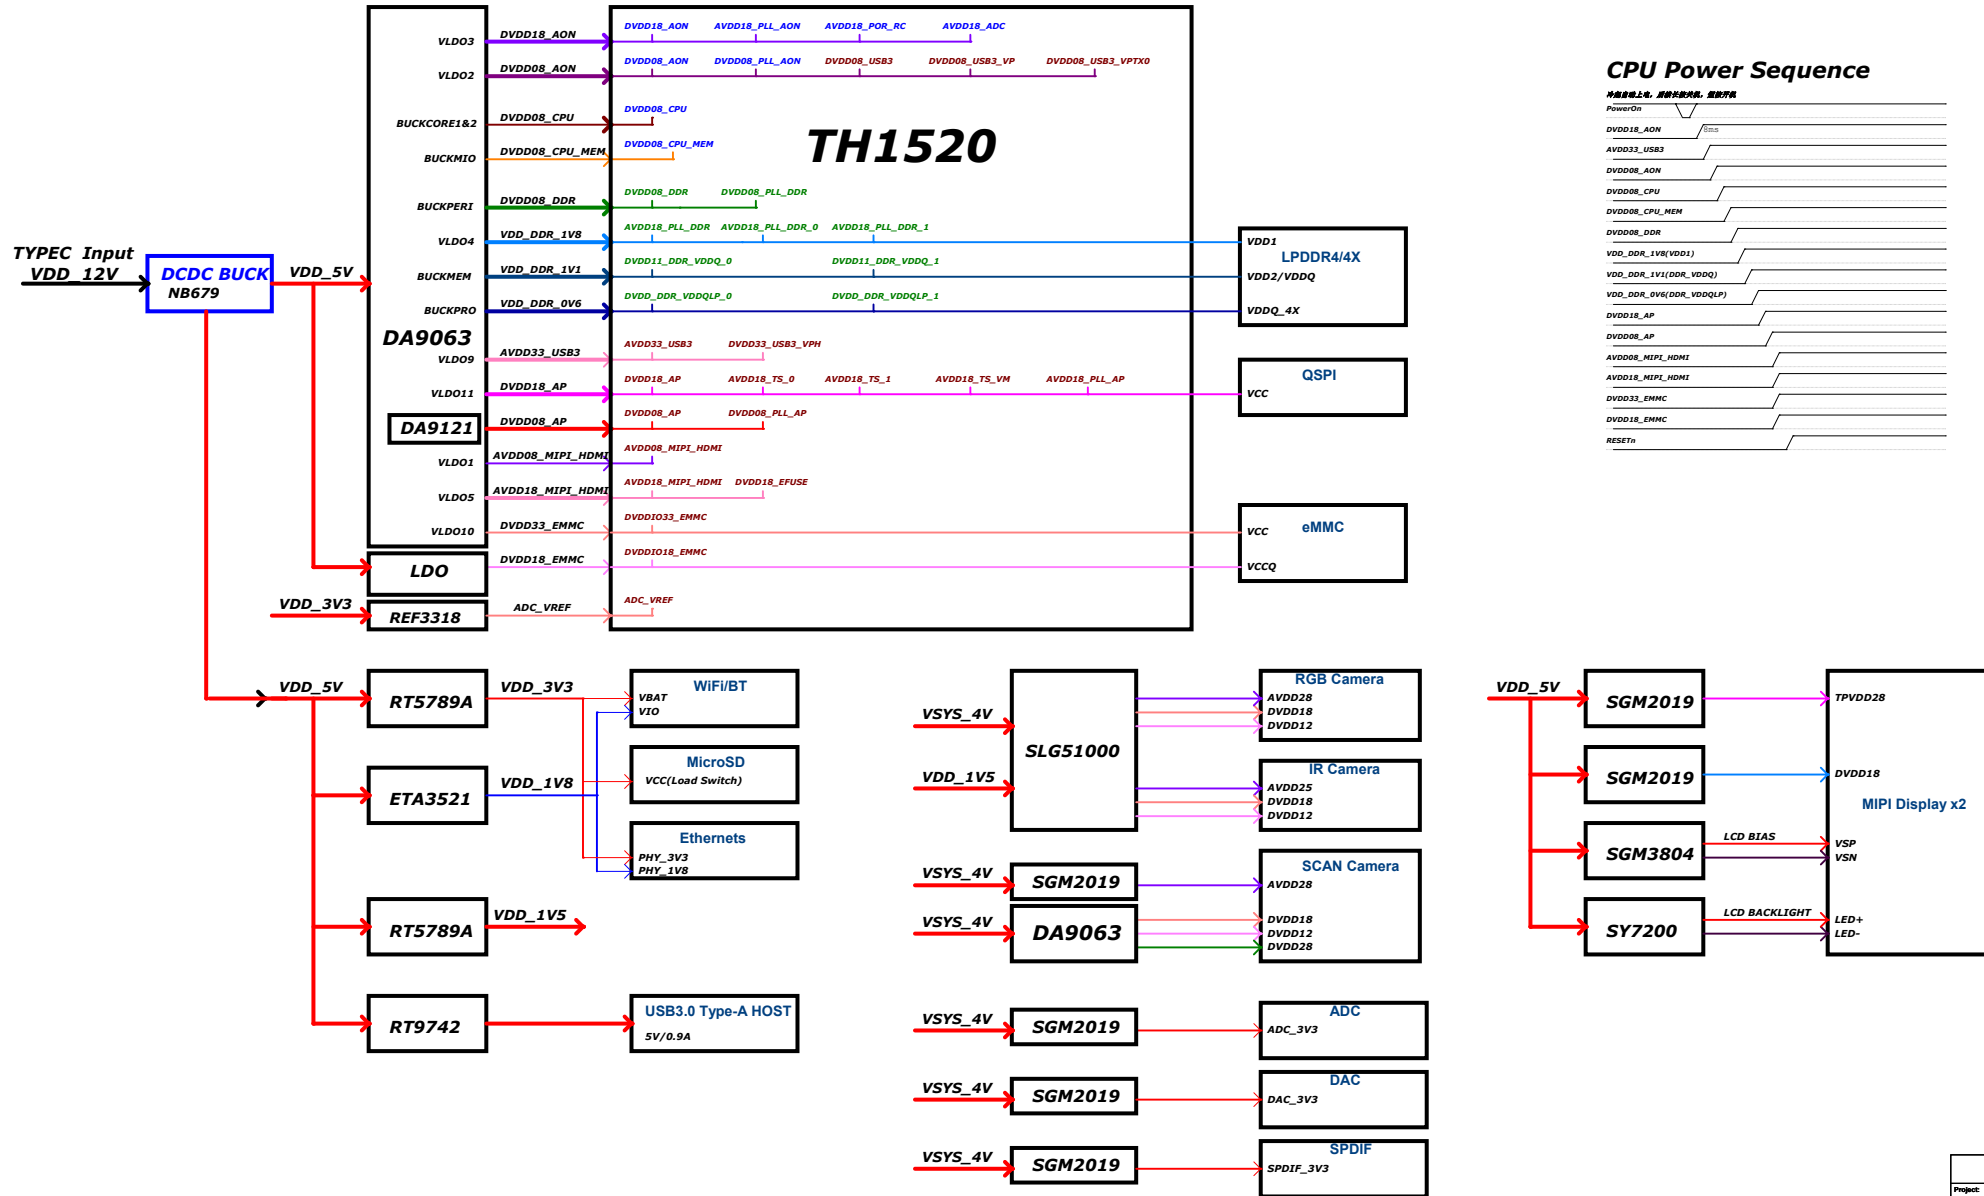 VLDO3
DVDD18_AON
DVDD18_AON
AVDD18_PLL_AON
AVDD18_POR_RC
AVDD18_ADC
VLDO2
DVDD08_AON
DVDD08_AON
DVDD08_PLL_AON
DVDD08_USB3
DVDD08_USB3_VP
DVDD08_USB3_VPTX0
BUCKCORE1&2
DVDD08_CPU
DVDD08_CPU
BUCKMIO
DVDD08_CPU_MEM
DVDD08_CPU_MEM
TH1520
BUCKPERI
DVDD08_DDR
DVDD08_DDR
DVDD08_PLL_DDR
VLDO4
VDD_DDR_1V8
AVDD18_PLL_DDR
AVDD18_PLL_DDR_0
AVDD18_PLL_DDR_1
BUCKMEM
VDD_DDR_1V1
DVDD11_DDR_VDDQ_0
DVDD11_DDR_VDDQ_1
BUCKPRO
VDD_DDR_0V6
DVDD_DDR_VDDQLP_0
DVDD_DDR_VDDQLP_1
VDD1
LPDDR4/4X
VDD2/VDDQ
VDDQ_4X
TYPEC Input
VDD_12V
DCDC BUCK
NB679
VDD_5V
DA9063
VLDO9
AVDD33_USB3
AVDD33_USB3
DVDD33_USB3_VPH
VLDO11
DVDD18_AP
DVDD18_AP
AVDD18_TS_0
AVDD18_TS_1
AVDD18_TS_VM
AVDD18_PLL_AP
QSPI
VCC
DA9121
DVDD08_AP
DVDD08_AP
DVDD08_PLL_AP
VLDO1
AVDD08_MIPI_HDMI
AVDD08_MIPI_HDMI
VLDO5
AVDD18_MIPI_HDMI
AVDD18_MIPI_HDMI
DVDD18_EFUSE
VLDO10
DVDD33_EMMC
DVDDIO33_EMMC
eMMC
VCC
VCCQ
LDO
DVDD18_EMMC
DVDDIO18_EMMC
VDD_3V3
REF3318
ADC_VREF
ADC_VREF
CPU Power Sequence
PowerOn
DVDD18_AON
8ms
AVDD33_USB3
DVDD08_AON
DVDD08_CPU
DVDD08_CPU_MEM
DVDD08_DDR
VDD_DDR_1V8(VDD1)
VDD_DDR_1V1(DDR_VDDQ)
VDD_DDR_0V6(DDR_VDDQLP)
DVDD18_AP
DVDD08_AP
AVDD08_MIPI_HDMI
AVDD18_MIPI_HDMI
DVDD33_EMMC
DVDD18_EMMC
RESETn
VDD_5V
RT5789A
VDD_3V3
WiFi/BT
VBAT
VIO
MicroSD
VCC(Load Switch)
ETA3521
VDD_1V8
Ethernets
PHY_3V3
PHY_1V8
RT5789A
VDD_1V5
RT9742
USB3.0 Type-A HOST
5V/0.9A
VSYS_4V
VDD_1V5
SLG51000
RGB Camera
AVDD28
DVDD18
DVDD12
IR Camera
AVDD25
DVDD18
DVDD12
VSYS_4V
SGM2019
SCAN Camera
AVDD28
VSYS_4V
DA9063
DVDD18
DVDD12
DVDD28
VSYS_4V
SGM2019
ADC
ADC_3V3
VSYS_4V
SGM2019
DAC
DAC_3V3
VSYS_4V
SGM2019
SPDIF
SPDIF_3V3
VDD_5V
SGM2019
TPVDD28
SGM2019
DVDD18
MIPI Display x2
SGM3804
LCD BIAS
VSP
VSN
SY7200
LCD BACKLIGHT
LED+
LED-
Project: